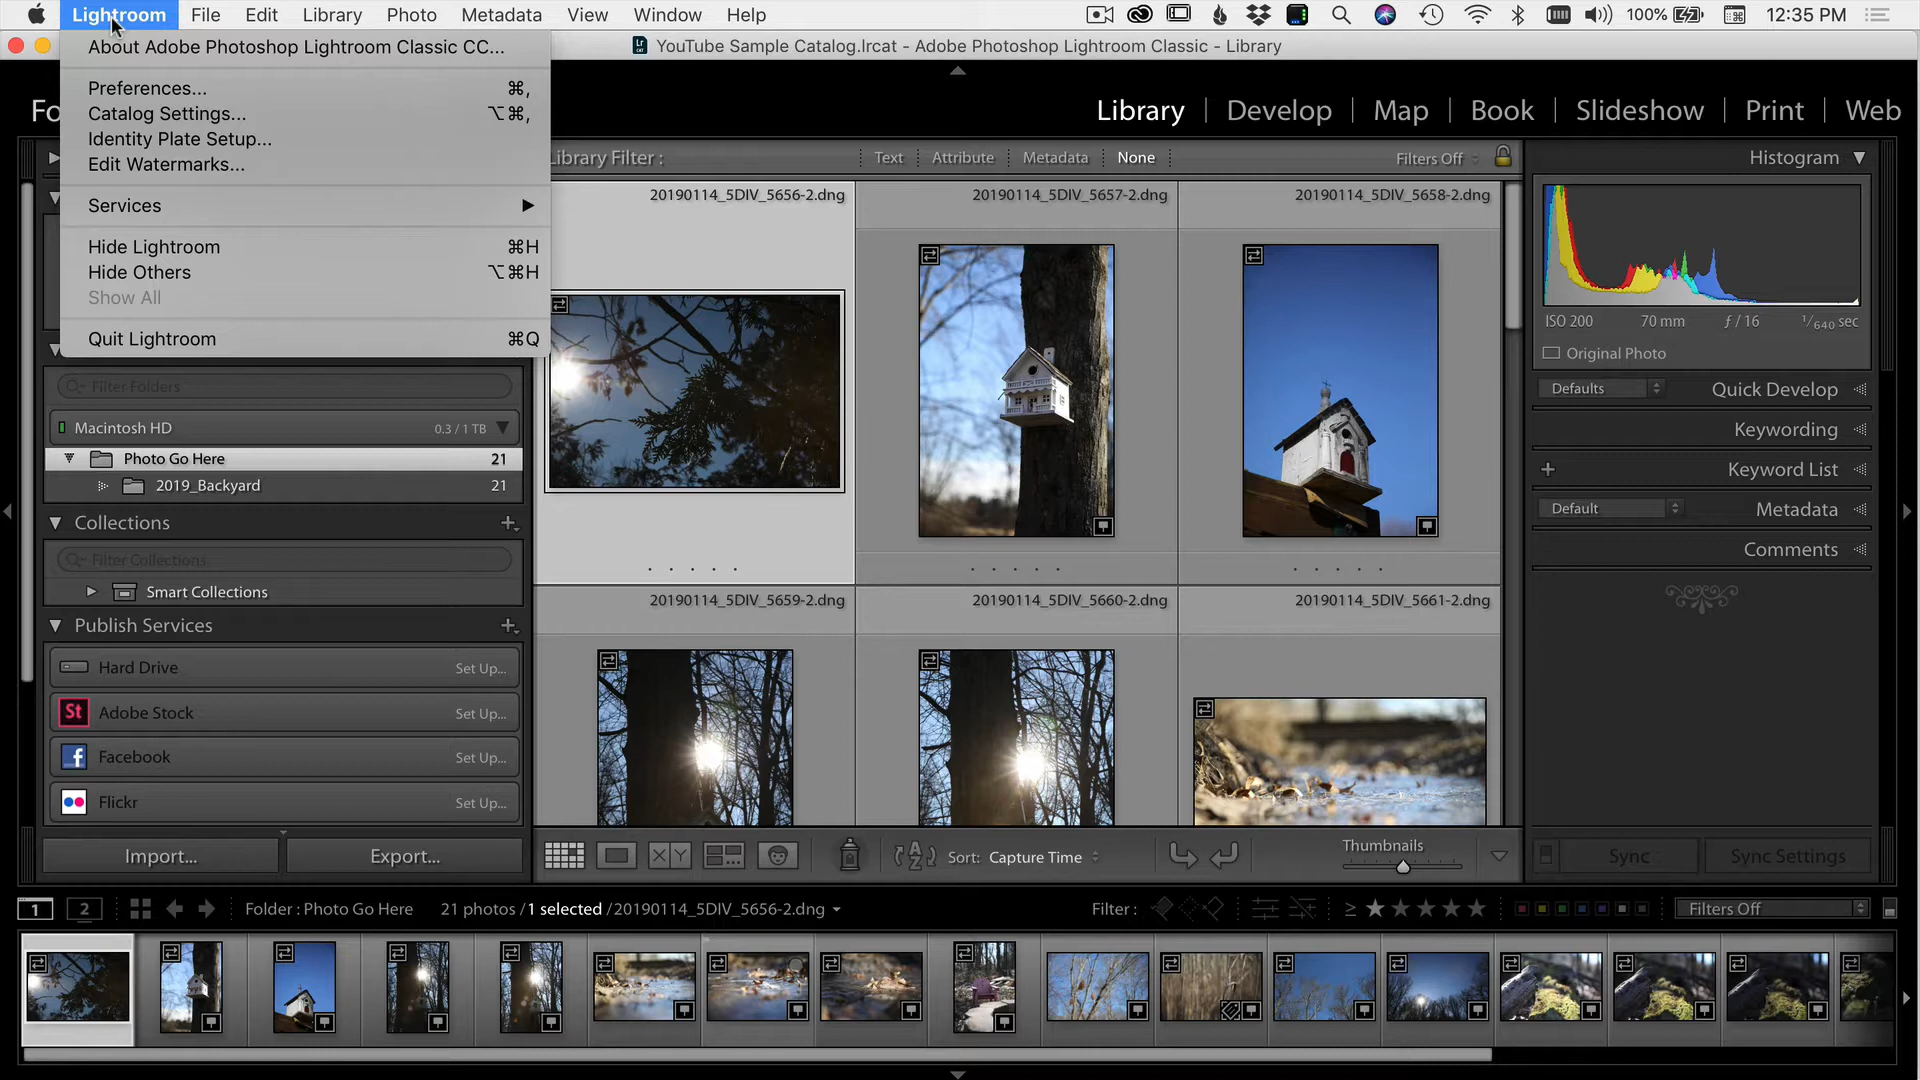 Lightroom File Edit Library Photo Metadata View Window Help 100% 12:35 PM
About Adobe Photoshop Lightroom Classic CC...
Preferences... ⌘,
Catalog Settings... ⌥⌘,
Identity Plate Setup...
Edit Watermarks...
Services
Hide Lightroom ⌘H
Hide Others ⌥⌘H
Show All
Quit Lightroom ⌘Q
YouTube Sample Catalog.lrcat - Adobe Photoshop Lightroom Classic - Library
Library | Develop | Map | Book | Slideshow | Print | Web
Fo
Filter Folders
Macintosh HD 0.3 / 1 TB
Photo Go Here 21
2019_Backyard 21
Collections
Filter Collections
Smart Collections
Publish Services
Hard Drive Set Up...
St Adobe Stock Set Up...
Facebook Set Up...
Flickr Set Up...
Import... Export...
Library Filter : Text Attribute Metadata None Filters Off
20190114_5DIV_5656-2.dng
20190114_5DIV_5657-2.dng
20190114_5DIV_5658-2.dng
20190114_5DIV_5659-2.dng
20190114_5DIV_5660-2.dng
20190114_5DIV_5661-2.dng
Sort: Capture Time Thumbnails
Histogram
ISO 200 70 mm ƒ / 16 1/640 sec
Original Photo
Defaults Quick Develop
Keywording
Keyword List
Default Metadata
Comments
Sync Sync Settings
1 2 Folder : Photo Go Here 21 photos / 1 selected / 20190114_5DIV_5656-2.dng Filter : ≥ Filters Off